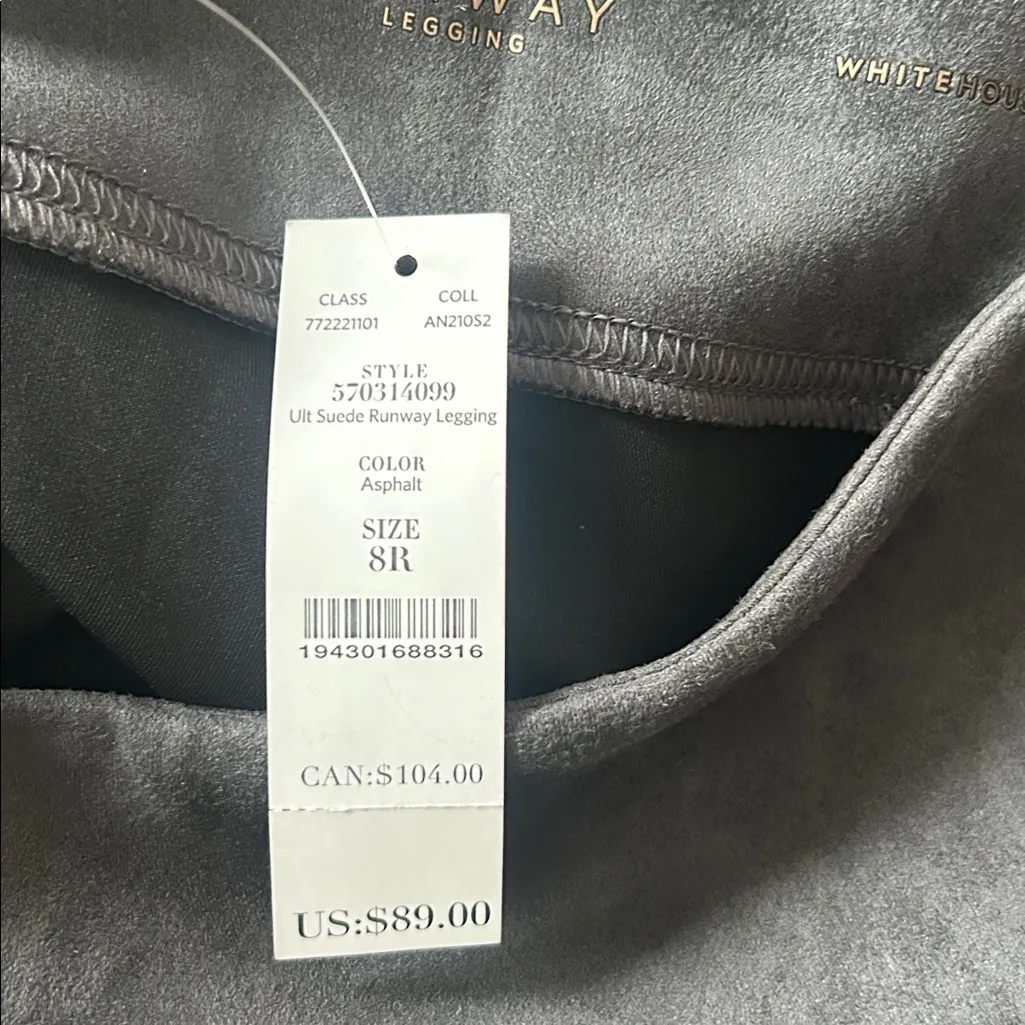 WAY
LEGGING
WHITEHOU
CLASS COLL
772221101 AN210S2
STYLE
570314099
Ult Suede Runway Legging
COLOR
Asphalt
SIZE
8R
194301688316
CAN:$104.00
US:$89.00